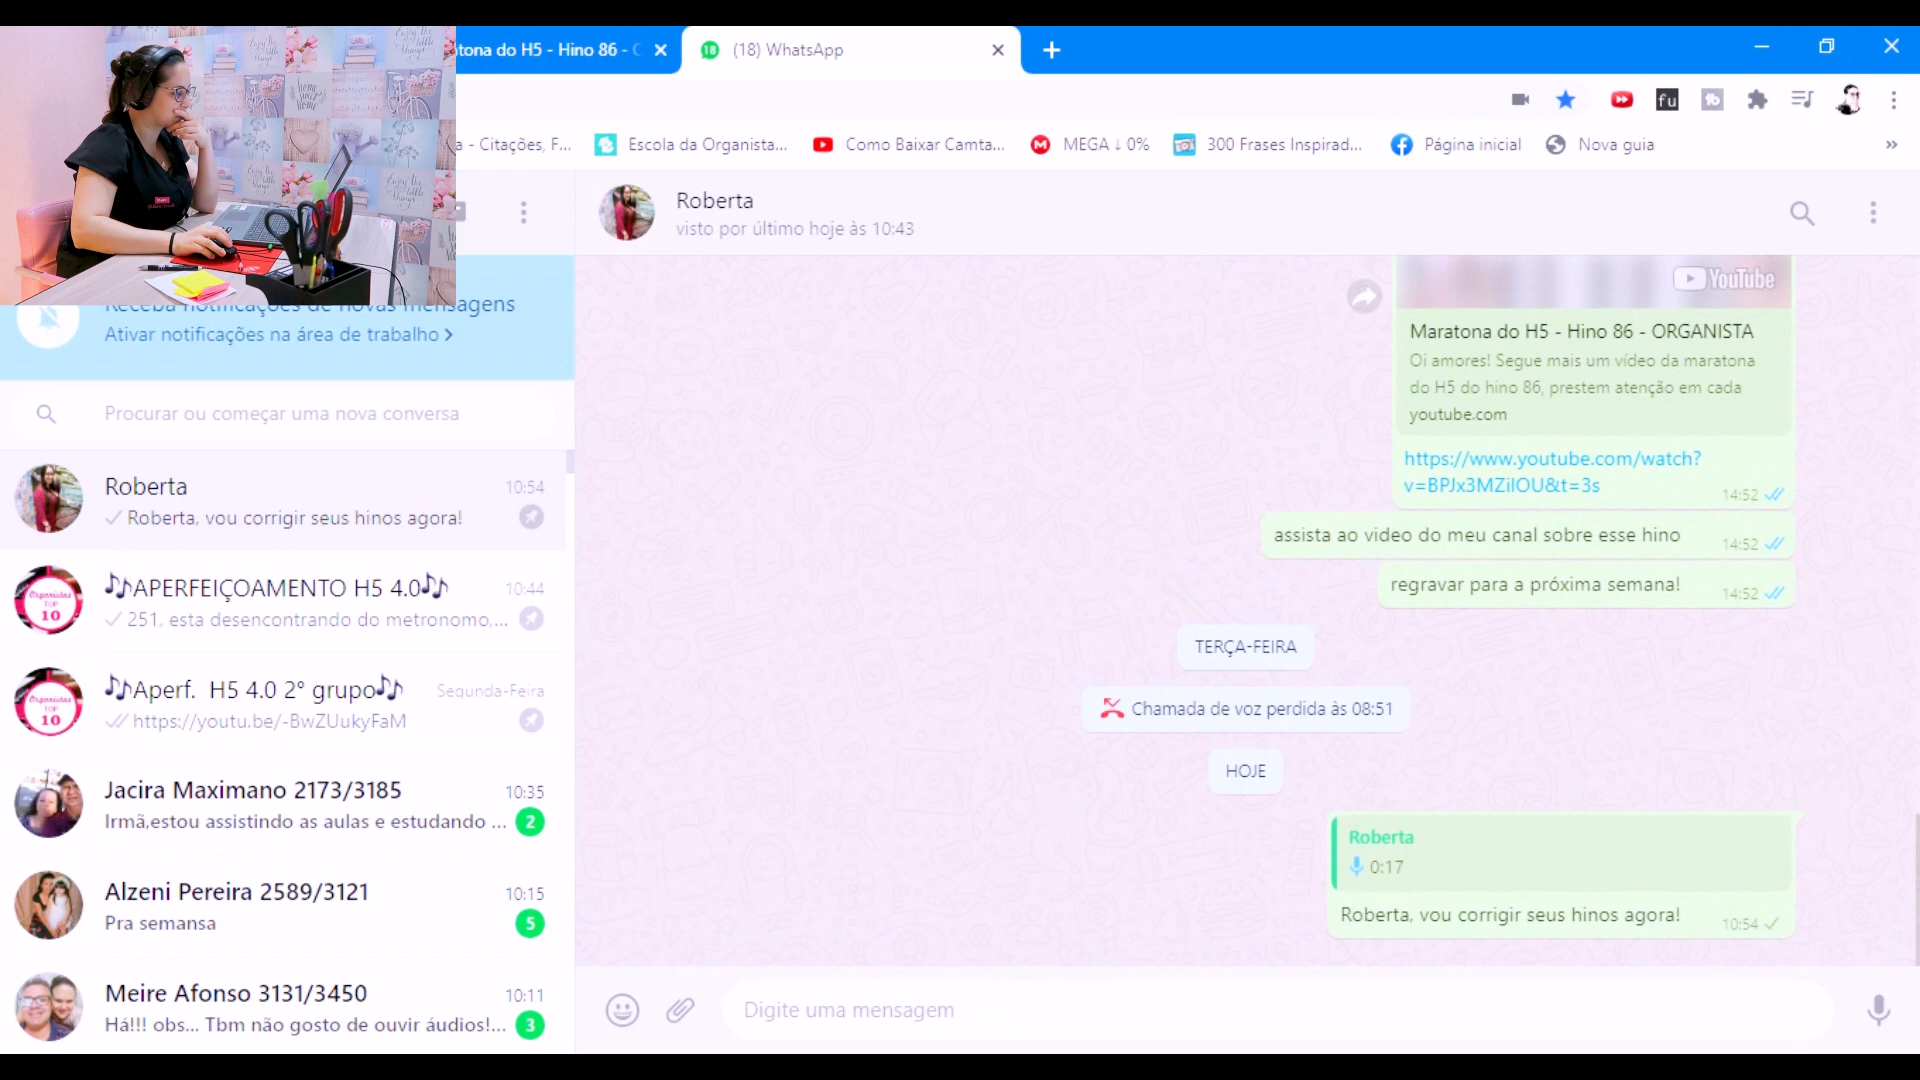 tona do H5 - Hino 86 -
(18) WhatsApp
a - Citações, F...
Escola da Organista...
Como Baixar Camta...
MEGA ↓ 0%
300 Frases Inspirad...
Página inicial
Nova guia
Roberta
visto por último hoje às 10:43
Receba notificações de novas mensagens
Ativar notificações na área de trabalho >
Procurar ou começar uma nova conversa
Roberta
10:54
Roberta, vou corrigir seus hinos agora!
🎶APERFEIÇOAMENTO H5 4.0🎶
10:44
251, esta desencontrando do metronomo,...
🎶Aperf. H5 4.0 2° grupo🎶
Segunda-Feira
https://youtu.be/-BwZUukyFaM
Jacira Maximano 2173/3185
10:35
Irmã,estou assistindo as aulas e estudando ...
2
Alzeni Pereira 2589/3121
10:15
Pra semansa
5
Meire Afonso 3131/3450
10:11
Há!!! obs... Tbm não gosto de ouvir áudios!...
3
YouTube
Maratona do H5 - Hino 86 - ORGANISTA
Oi amores! Segue mais um vídeo da maratona
do H5 do hino 86, prestem atenção em cada
youtube.com
https://www.youtube.com/watch?
v=BPJx3MZilOU&t=3s
14:52
assista ao video do meu canal sobre esse hino
14:52
regravar para a próxima semana!
14:52
TERÇA-FEIRA
Chamada de voz perdida às 08:51
HOJE
Roberta
0:17
Roberta, vou corrigir seus hinos agora!
10:54
Digite uma mensagem